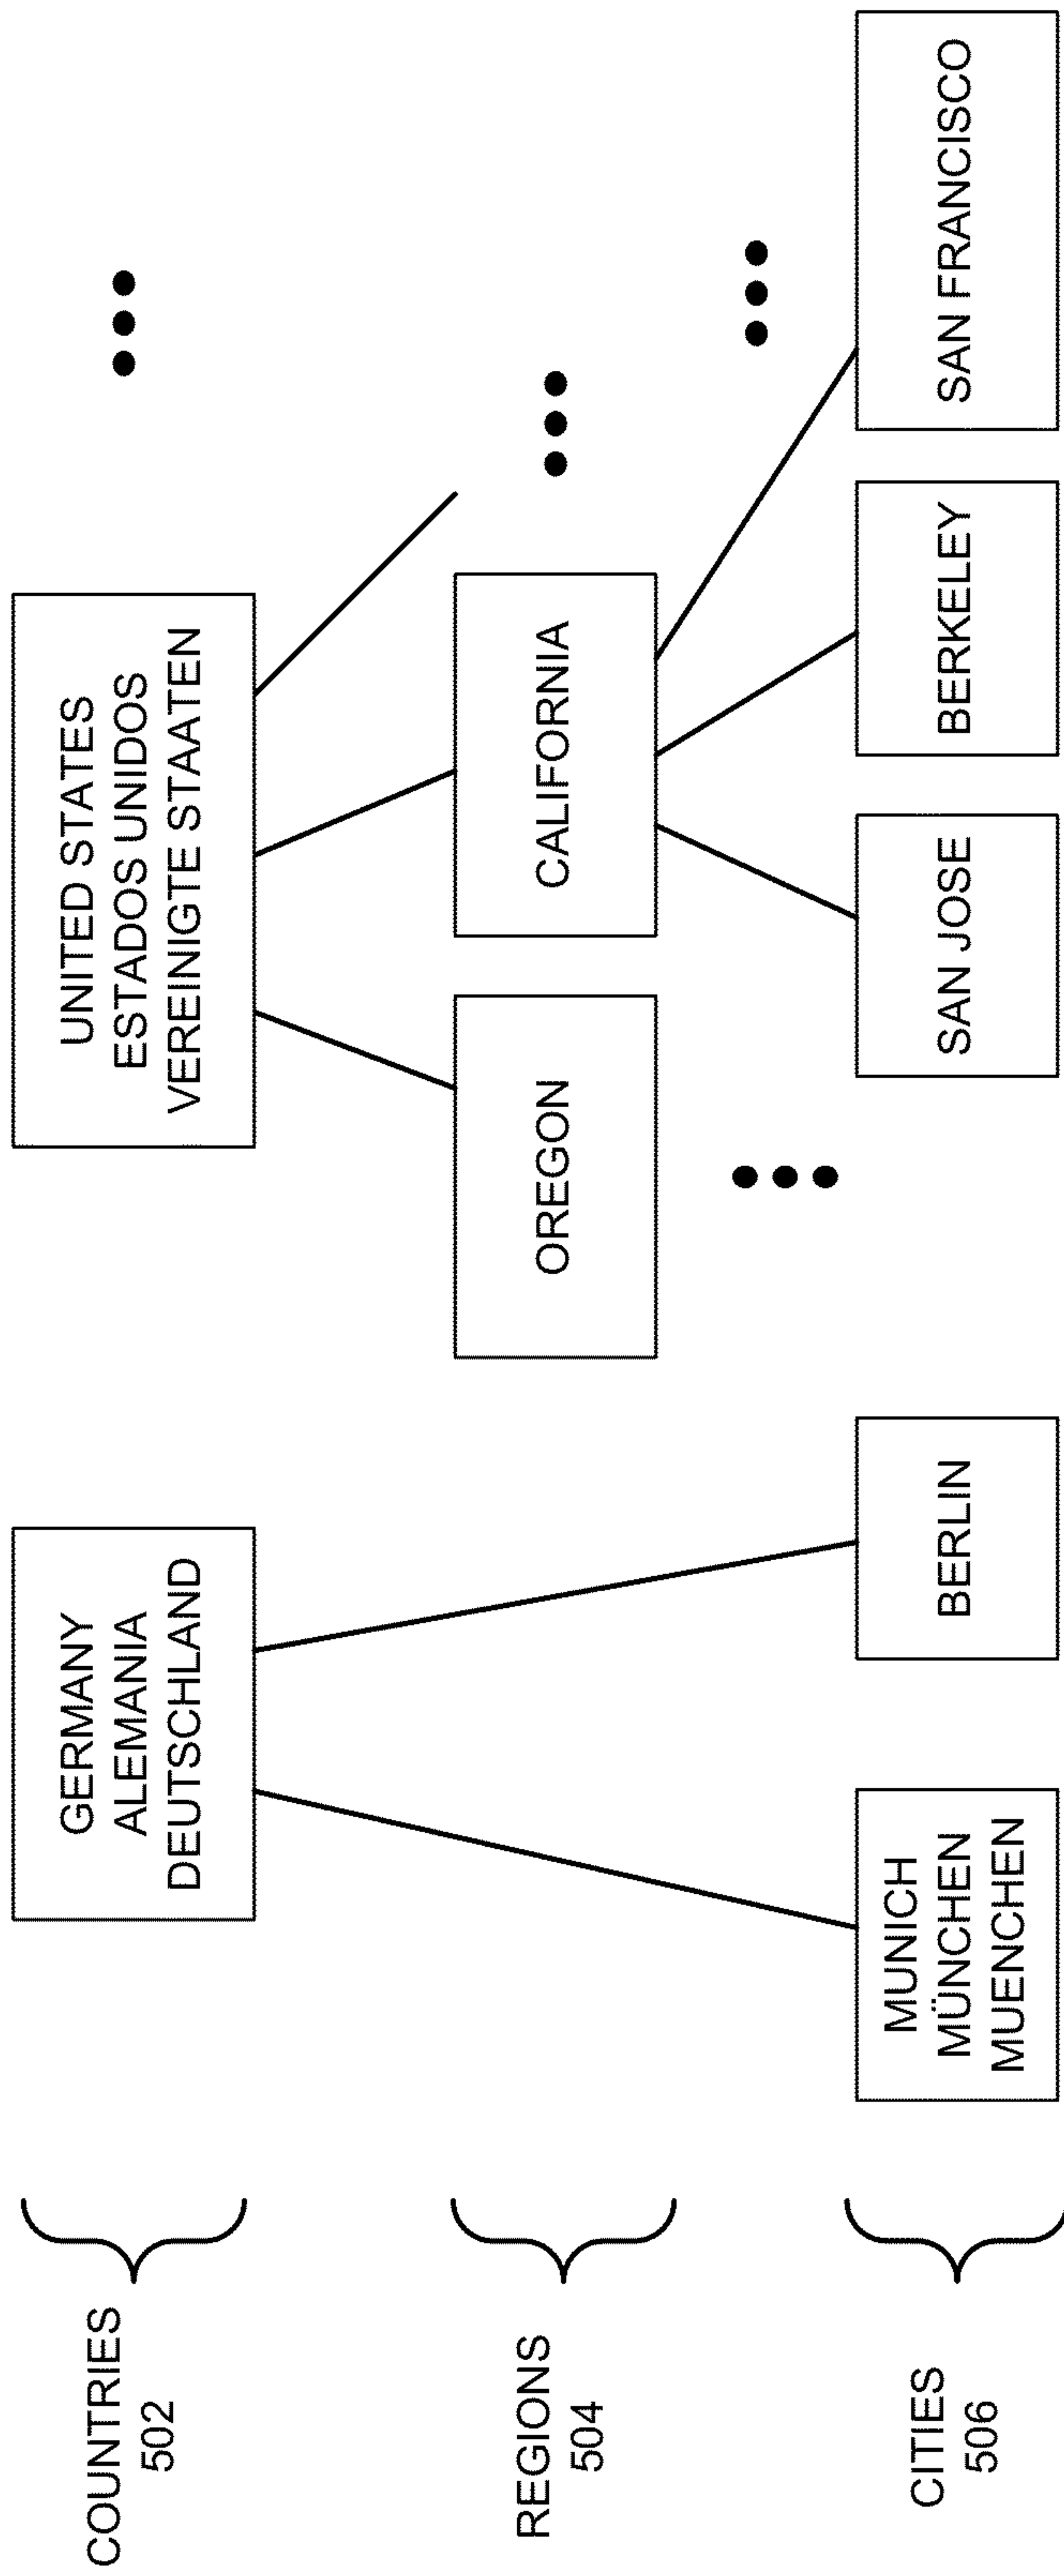 COUNTRIES
502
GERMANY
ALEMANIA
DEUTSCHLAND
UNITED STATES
ESTADOS UNIDOS
VEREINIGTE STAATEN
REGIONS
504
OREGON
CALIFORNIA
CITIES
506
MUNICH
MÜNCHEN
MUENCHEN
BERLIN
SAN JOSE
BERKELEY
SAN FRANCISCO